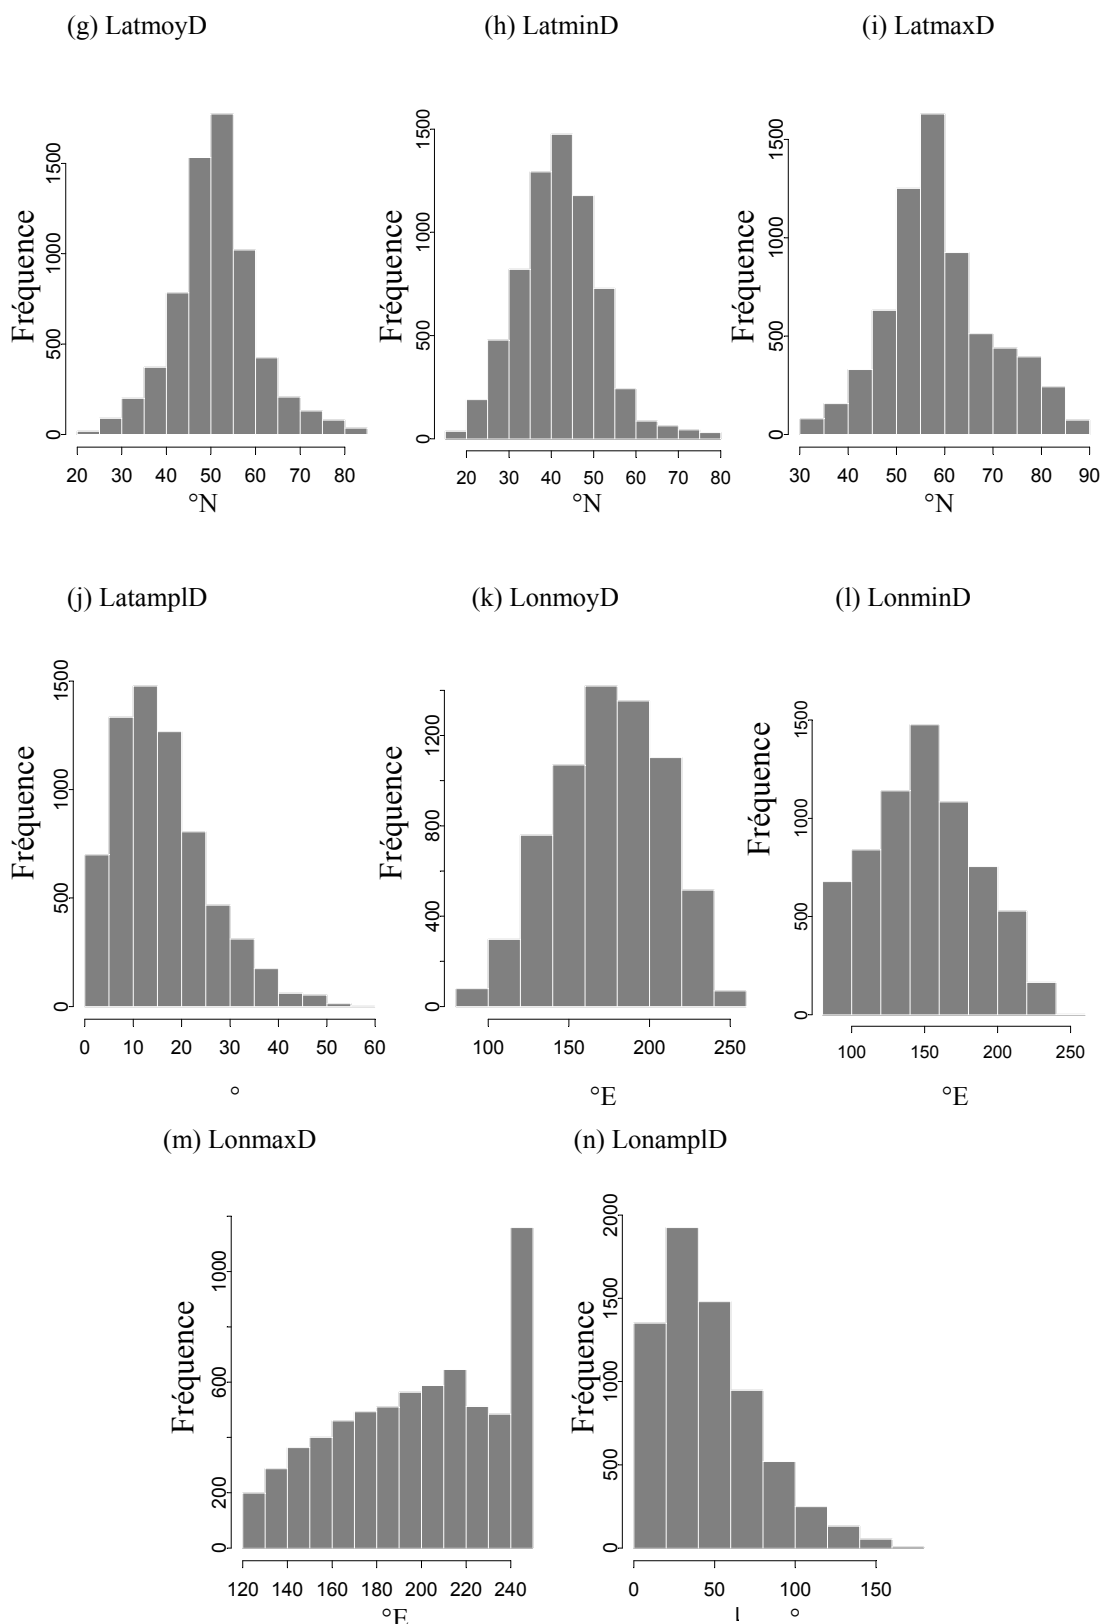 (g) LatmoyD (h) LatminD (i) LatmaxD
Fréquence
0 500 1000 1500
20 30 40 50 60 70 80
°N
Fréquence
0 500 1000 1500
20 30 40 50 60 70 80
°N
Fréquence
0 500 1000 1500
30 40 50 60 70 80 90
°N
(j) LatamplD (k) LonmoyD (l) LonminD
Fréquence
0 500 1000 1500
0 10 20 30 40 50 60
°
Fréquence
0 400 800 1200
100 150 200 250
°E
Fréquence
0 500 1000 1500
100 150 200 250
°E
(m) LonmaxD (n) LonamplD
Fréquence
0 200 600 1000
120 140 160 180 200 220 240
°E
Fréquence
0 500 1000 1500 2000
0 50 100 150
°